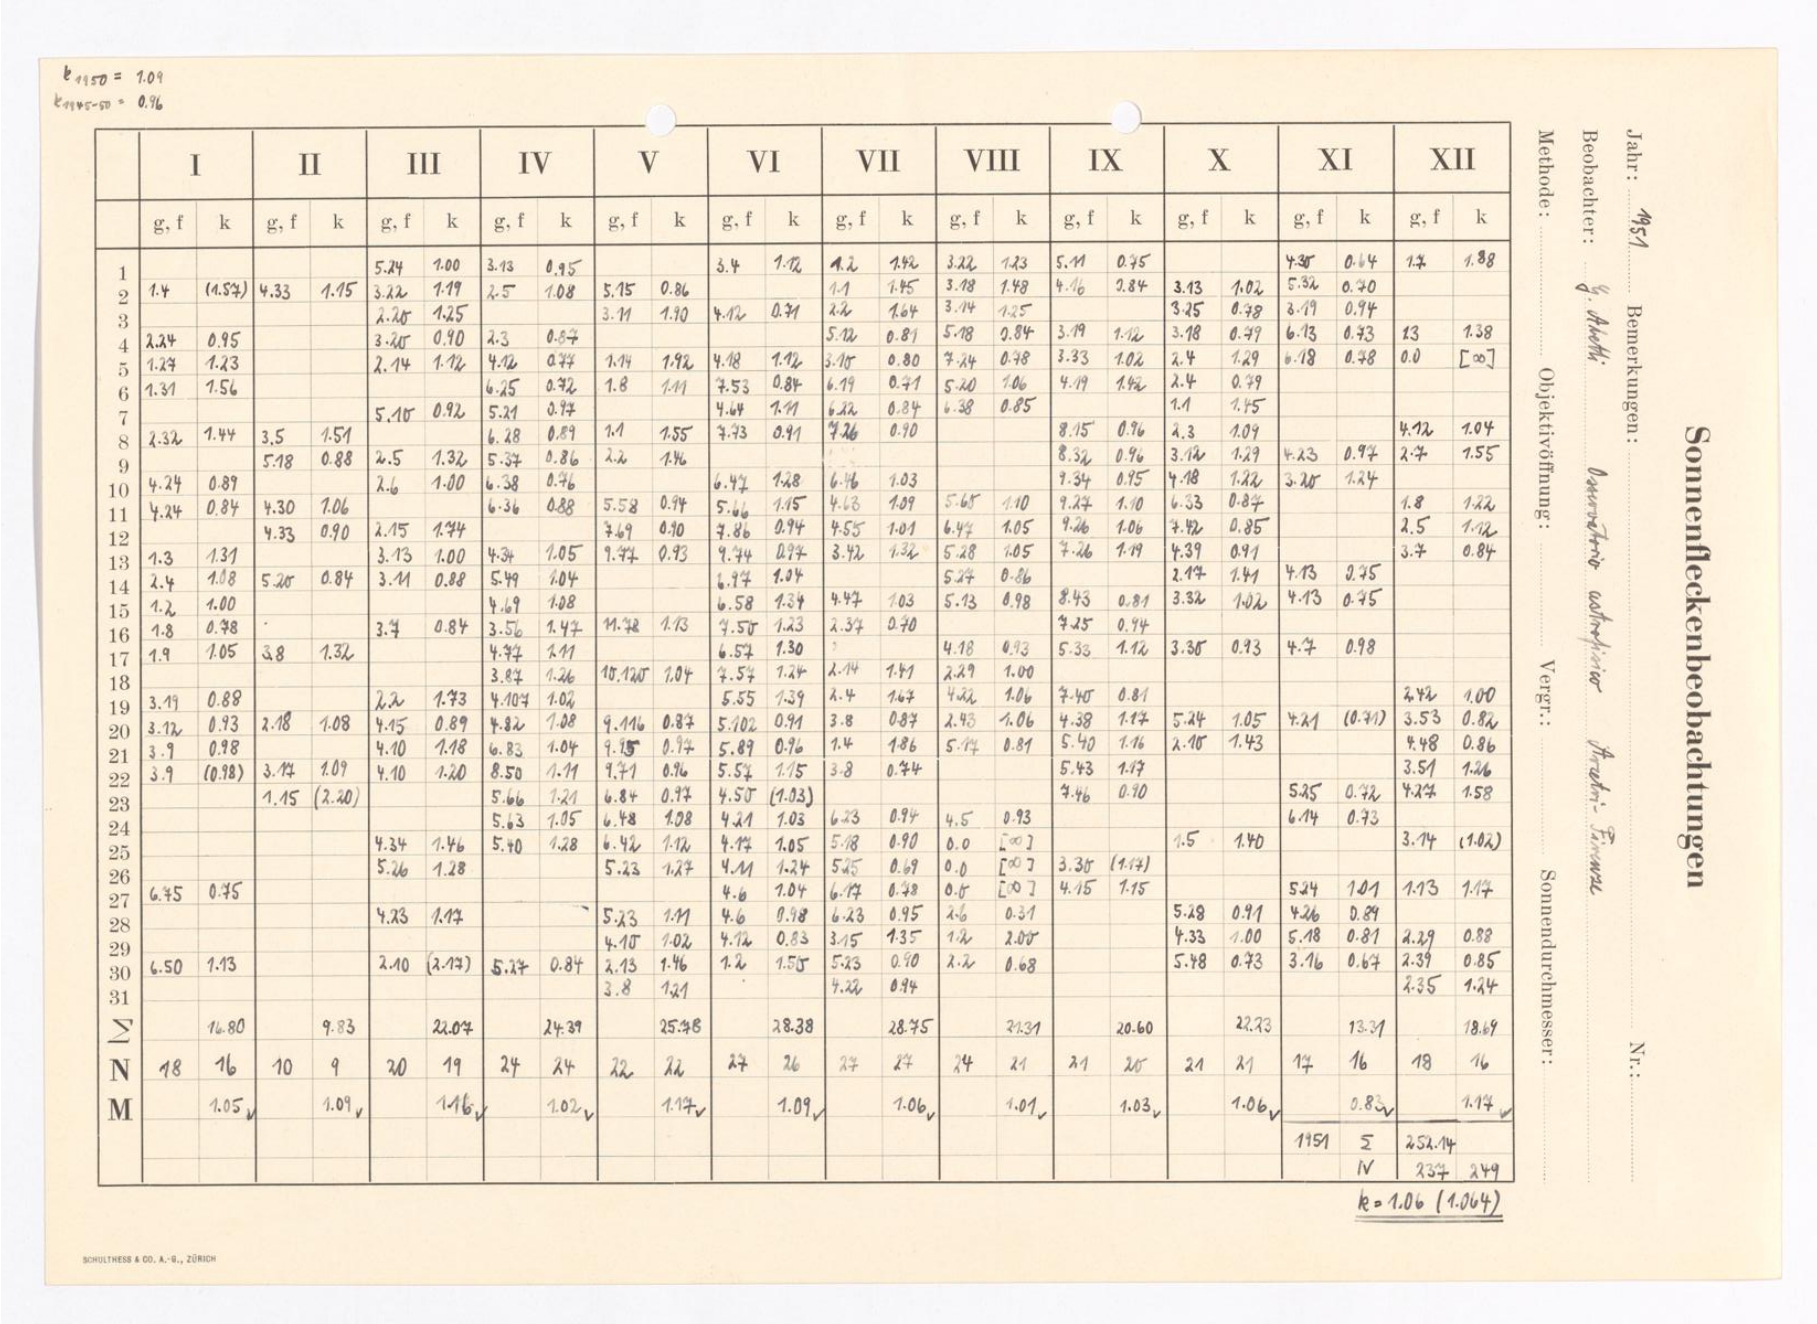 k 1950 = 1.09
k 1945-50 = 0.96
I II III IV V VI VII VIII IX X XI XII
g, f k g, f k g, f k g, f k g, f k g, f k g, f k g, f k g, f k g, f k g, f k g, f k
1 5.24 1.00 3.13 0.95 3.4 1.12 1.2 1.42 3.22 1.23 5.11 0.75 4.30 0.64 1.7 1.38
2 1.4 (1.57) 4.33 1.15 3.22 1.19 2.5 1.08 5.15 0.86 1.1 1.45 3.18 1.48 4.16 0.84 3.13 1.02 5.32 0.70
3 2.20 1.25 3.11 1.90 4.12 0.71 2.2 1.64 3.14 1.25 3.25 0.78 3.19 0.94
4 2.24 0.95 3.20 0.90 2.3 0.87 5.12 0.81 5.18 0.84 3.19 1.12 3.18 0.79 6.13 0.73 1.3 1.38
5 1.27 1.23 2.14 1.12 4.12 0.77 1.14 1.92 4.18 1.12 3.10 0.80 7.24 0.78 3.33 1.02 2.4 1.29 6.18 0.78 0.0 [∞]
6 1.31 1.56 6.25 0.72 1.8 1.11 7.53 0.84 6.19 0.71 5.20 1.06 4.19 1.42 2.4 0.79
7 5.10 0.92 5.21 0.97 4.64 1.11 6.22 0.84 6.38 0.85 1.1 1.45
8 2.32 1.44 3.5 1.51 6.28 0.89 1.1 1.55 7.73 0.91 7.26 0.90 8.15 0.96 2.3 1.09 4.12 1.04
9 5.18 0.88 2.5 1.32 5.37 0.86 2.2 1.46 8.32 0.96 3.12 1.29 4.23 0.97 2.7 1.55
10 4.24 0.89 2.6 1.00 6.38 0.76 6.47 1.28 6.46 1.03 9.34 0.95 4.18 1.22 3.20 1.24
11 4.24 0.84 4.30 1.06 6.36 0.88 5.58 0.94 5.66 1.15 4.63 1.09 5.60 1.10 9.27 1.10 6.33 0.87 1.8 1.22
12 4.33 0.90 2.15 1.74 7.69 0.90 7.86 0.94 4.55 1.01 6.47 1.05 9.26 1.06 7.42 0.85 2.5 1.12
13 1.3 1.31 3.13 1.00 4.34 1.05 9.77 0.93 9.74 0.97 3.42 1.32 5.28 1.05 7.26 1.19 4.39 0.91 3.7 0.84
14 2.4 1.08 5.20 0.84 3.11 0.88 5.49 1.04 6.97 1.04 5.27 0.86 2.17 1.41 4.13 0.75
15 1.2 1.00 4.69 1.08 6.58 1.34 4.47 1.03 5.13 0.98 8.43 0.81 3.32 1.02 4.13 0.75
16 1.8 0.78 3.7 0.84 3.56 1.47 11.78 1.13 7.50 1.23 2.37 0.70 7.25 0.94
17 1.9 1.05 3.8 1.32 4.77 1.11 6.57 1.30 4.18 0.93 5.33 1.12 3.30 0.93 4.7 0.98
18 3.87 1.26 10.120 1.04 7.57 1.24 2.14 1.41 2.29 1.00
19 3.19 0.88 2.2 1.73 4.107 1.02 5.55 1.39 2.4 1.67 4.22 1.06 7.40 0.81 2.42 1.00
20 3.12 0.93 2.18 1.08 4.15 0.89 4.82 1.08 9.116 0.87 5.102 0.91 3.8 0.87 2.43 1.06 4.38 1.17 5.24 1.05 4.21 (0.71) 3.53 0.82
21 3.9 0.98 4.10 1.18 6.83 1.04 9.95 0.97 5.89 0.96 1.4 1.86 5.17 0.81 5.40 1.16 2.10 1.43 4.48 0.86
22 3.9 (0.98) 3.17 1.09 4.10 1.20 8.50 1.11 9.71 0.96 5.57 1.15 3.8 0.74 5.43 1.17 3.51 1.26
23 1.15 (2.20) 5.66 1.21 6.84 0.97 4.50 (1.03) 7.46 0.90 5.25 0.72 4.27 1.58
24 5.63 1.05 6.48 1.08 4.21 1.03 6.23 0.94 4.5 0.93 6.14 0.73
25 4.34 1.46 5.40 1.28 6.42 1.12 4.17 1.05 5.18 0.90 0.0 [∞] 1.5 1.40 3.14 (1.02)
26 5.26 1.28 5.23 1.27 4.11 1.24 5.25 0.69 0.0 [∞] 3.30 (1.17)
27 6.75 0.75 4.6 1.04 6.17 0.78 0.0 [∞] 4.15 1.15 5.24 1.01 1.13 1.17
28 4.23 1.17 5.23 1.11 4.6 0.98 6.23 0.95 2.6 0.31 5.28 0.91 4.26 0.89
29 4.10 1.02 4.12 0.83 3.15 1.35 1.2 2.00 4.33 1.00 5.18 0.81 2.29 0.88
30 6.50 1.13 2.10 (2.17) 5.27 0.84 2.13 1.46 1.2 1.50 5.23 0.90 2.2 0.68 5.48 0.73 3.16 0.67 2.39 0.85
31 3.8 1.21 4.22 0.94 2.35 1.24
Σ 16.80 9.83 22.07 24.39 25.78 28.38 28.75 21.31 20.60 22.23 13.31 18.69
N 18 16 10 9 20 19 24 24 22 22 27 26 27 27 24 21 21 20 21 21 17 16 18 16
M 1.05 1.09 1.16 1.02 1.17 1.09 1.06 1.01 1.03 1.06 0.83 1.17
1951 Σ 252.14
N 237 249
k = 1.06 (1.064)
SCHULTHESS & CO. A.-G., ZÜRICH
Sonnenfleckenbeobachtungen
Jahr: 1951 Bemerkungen: Nr.:
Beobachter: G. Abetti Osservatorio astrofisico Arcetri-Firenze
Methode: Objektivöffnung: Vergr.: Sonnendurchmesser: